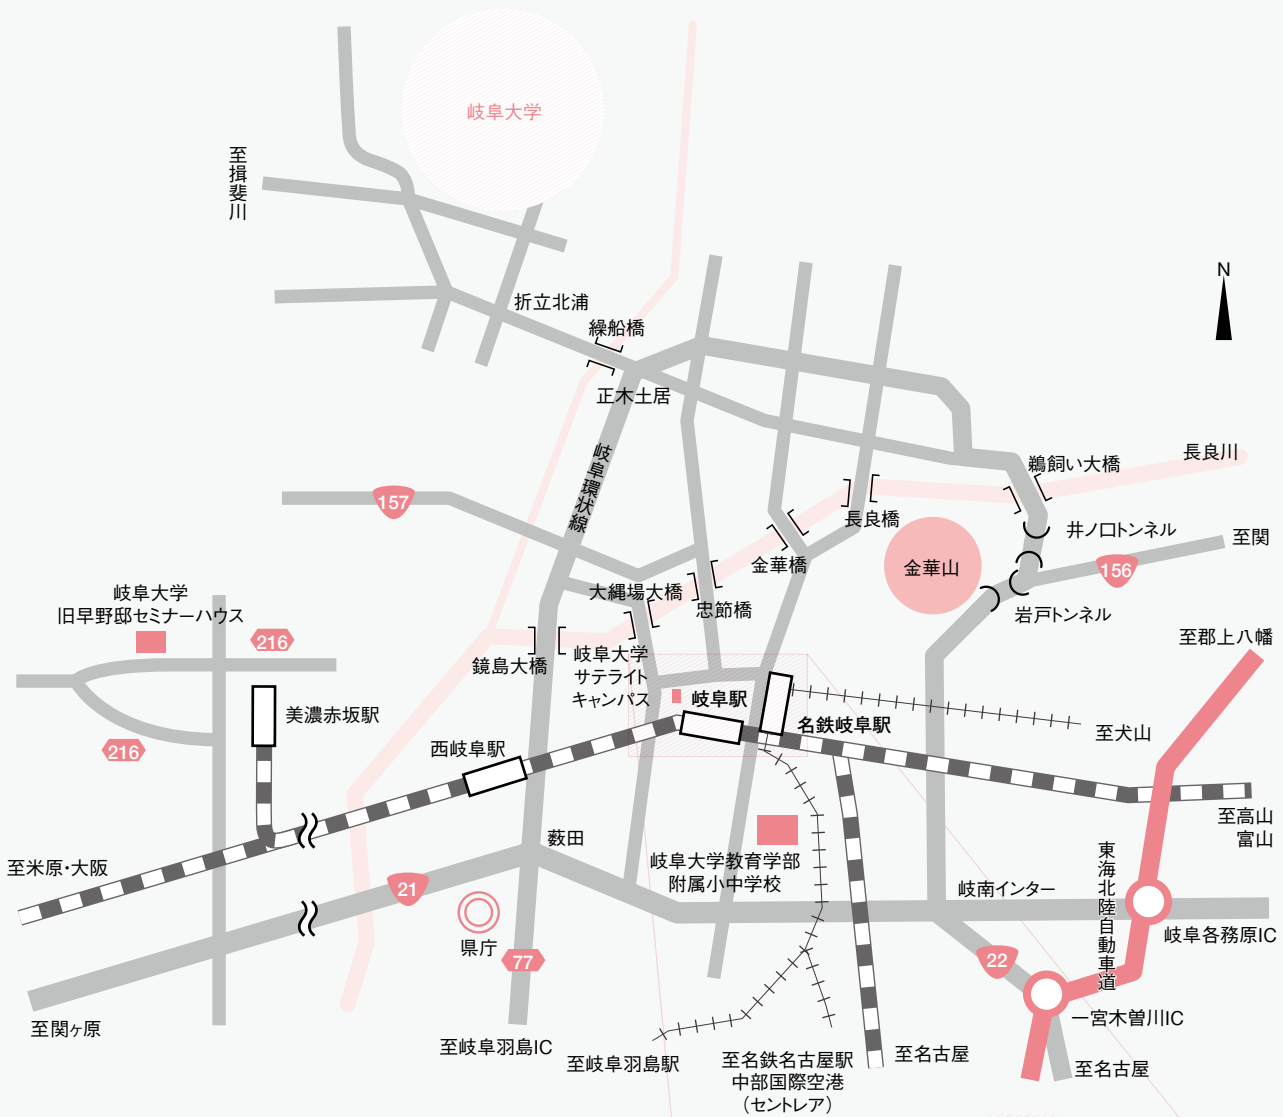 岐阜大学
至揖斐川
N
折立北浦
繰船橋
正木土居
岐阜環状線
長良川
鵜飼い大橋
157
長良橋
井ノ口トンネル
至関
金華橋
金華山
156
岐阜大学
旧早野邸セミナーハウス
大縄場大橋
忠節橋
岩戸トンネル
216
至郡上八幡
鏡島大橋
岐阜大学
サテライト
キャンパス
岐阜駅
美濃赤坂駅
名鉄岐阜駅
至犬山
216
西岐阜駅
至高山
富山
薮田
岐阜大学教育学部
附属小中学校
東海北陸自動車道
至米原・大阪
21
岐南インター
県庁
岐阜各務原IC
77
22
一宮木曽川IC
至関ヶ原
至岐阜羽島IC
至岐阜羽島駅
至名鉄名古屋駅
中部国際空港
（セントレア）
至名古屋
至名古屋